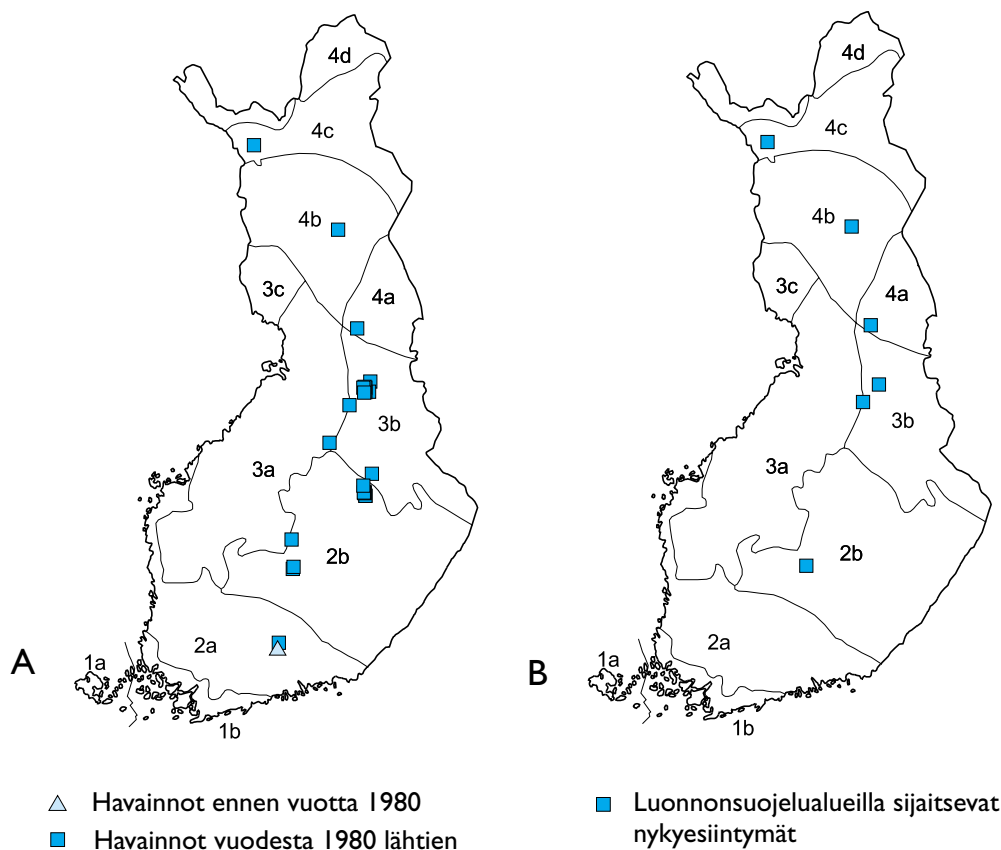 4d
4c
4b
3c
4a
3b
3a
2b
2a
A
1a
1b
△ Havainnot ennen vuotta 1980
■ Havainnot vuodesta 1980 lähtien
4d
4c
4b
3c
4a
3b
3a
2b
2a
B
1a
1b
■ Luonnonsuojelualueilla sijaitsevat
nykyesiintymät